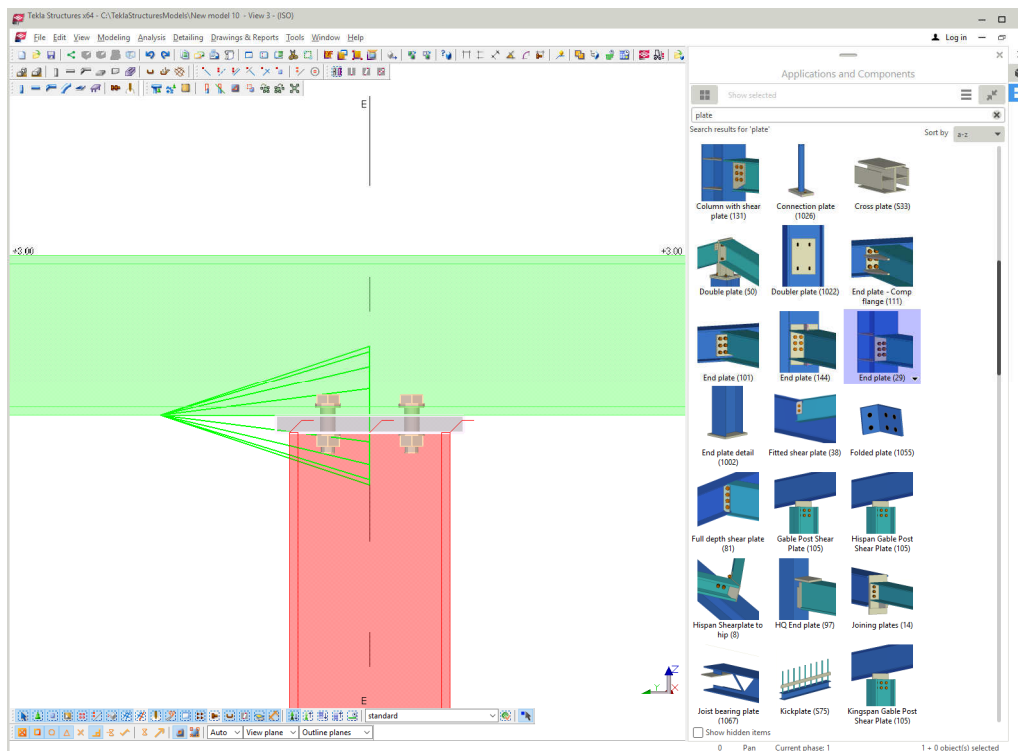 Tekla Structures x64 - C:\TeklaStructuresModels\New model 10 - View 3 - (ISO)
File Edit View Modeling Analysis Detailing Drawings & Reports Tools Window Help
Log in
Applications and Components
Show selected
plate
Search results for 'plate'
Sort by a-z
E
+3.00 +3.00
Column with shear plate (131)
Connection plate (1026)
Cross plate (S33)
Double plate (50)
Doubler plate (1022)
End plate - Comp flange (111)
End plate (101)
End plate (144)
End plate (29)
End plate detail (1002)
Fitted shear plate (38)
Folded plate (1055)
Full depth shear plate (81)
Gable Post Shear Plate (105)
Hispan Gable Post Shear Plate (105)
Hispan Shearplate to hip (8)
HQ End plate (97)
Joining plates (14)
Joist bearing plate (1067)
Kickplate (S75)
Kingspan Gable Post Shear Plate (105)
E
Z
Y X
standard
Show hidden items
Auto View plane Outline planes
0 Pan Current phase: 1 1 + 0 object(s) selected